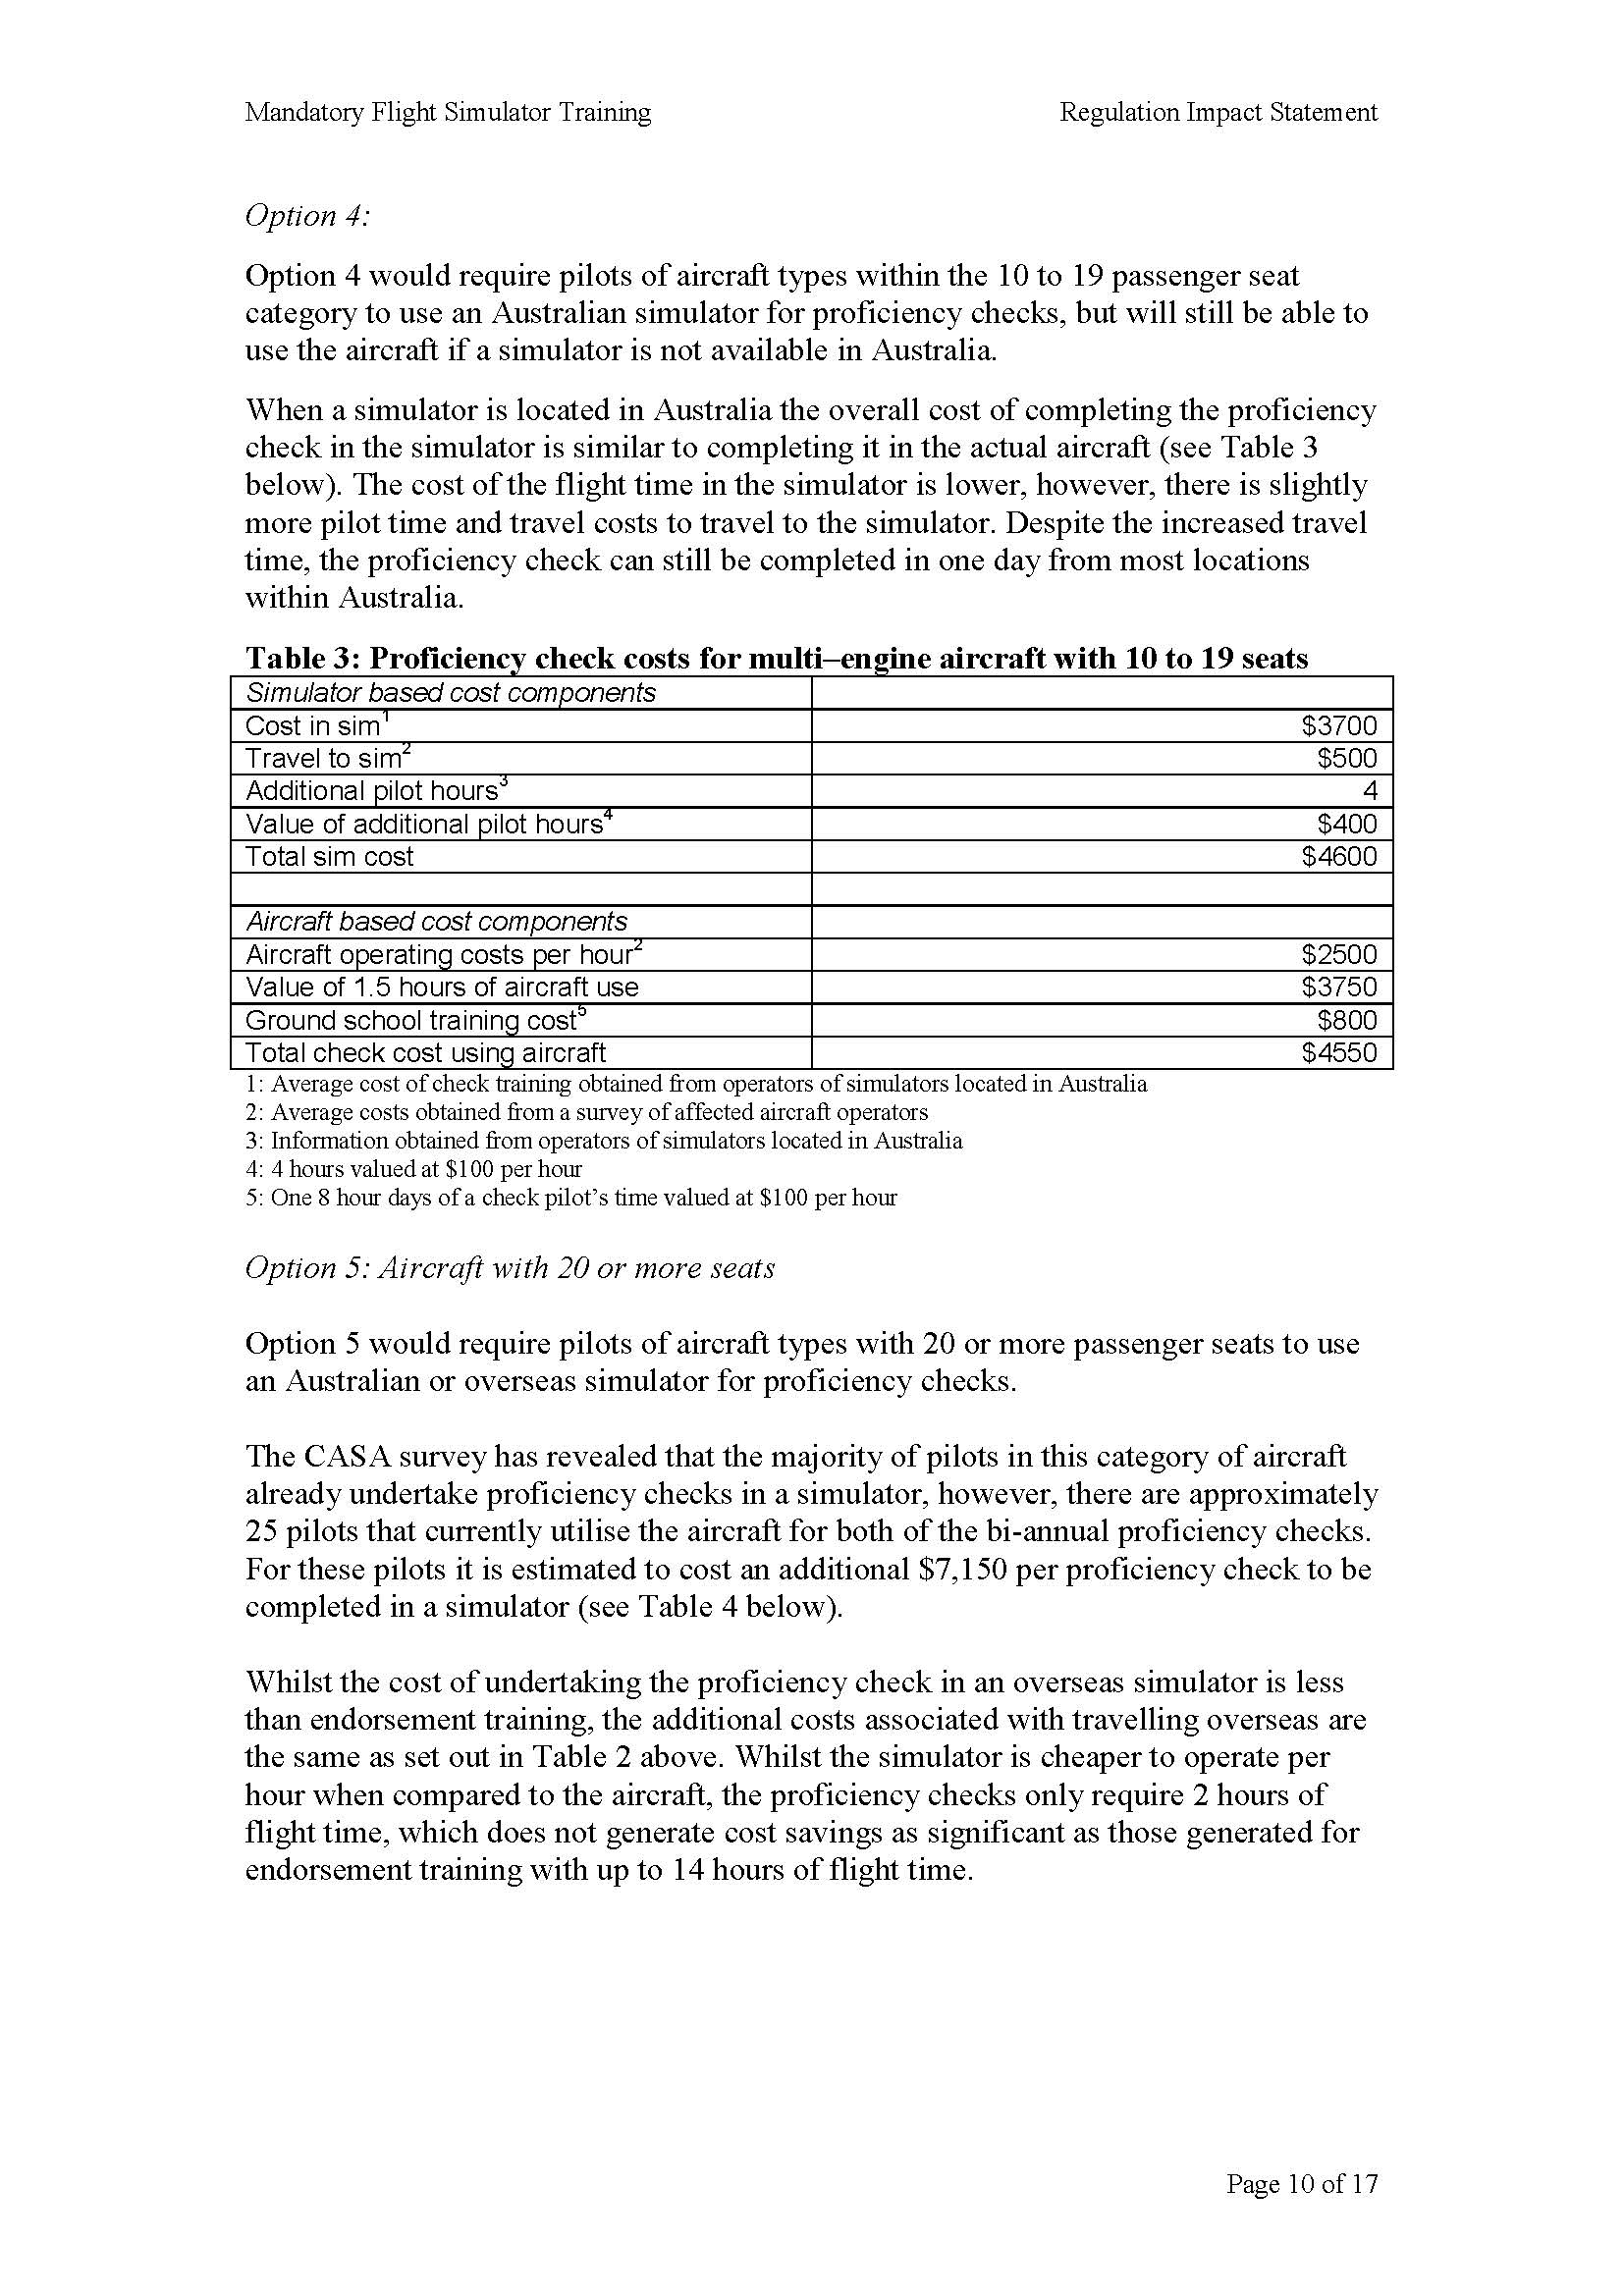 Mandatory Flight Simulator Training Regulation Impact Statement
Option 4:
Option 4 would require pilots of aircraft types within the 10 to 19 passenger seat
category to use an Australian simulator for proficiency checks, but will still be able to
use the aircraft if a simulator is not available in Australia.
When a simulator is located in Australia the overall cost of completing the proficiency
check in the simulator is similar to completing it in the actual aircraft (see Table 3
below). The cost of the flight time in the simulator is lower, however, there is slightly
more pilot time and travel costs to travel to the simulator. Despite the increased travel
time, the proficiency check can still be completed in one day from most locations
within Australia.
Table 3: Proficiency check costs for multi–engine aircraft with 10 to 19 seats
Simulator based cost components
Cost in sim1 $3700
Travel to sim2 $500
Additional pilot hours3 4
Value of additional pilot hours4 $400
Total sim cost $4600
Aircraft based cost components
Aircraft operating costs per hour2 $2500
Value of 1.5 hours of aircraft use $3750
Ground school training cost5 $800
Total check cost using aircraft $4550
1: Average cost of check training obtained from operators of simulators located in Australia
2: Average costs obtained from a survey of affected aircraft operators
3: Information obtained from operators of simulators located in Australia
4: 4 hours valued at $100 per hour
5: One 8 hour days of a check pilot’s time valued at $100 per hour
Option 5: Aircraft with 20 or more seats
Option 5 would require pilots of aircraft types with 20 or more passenger seats to use
an Australian or overseas simulator for proficiency checks.
The CASA survey has revealed that the majority of pilots in this category of aircraft
already undertake proficiency checks in a simulator, however, there are approximately
25 pilots that currently utilise the aircraft for both of the bi-annual proficiency checks.
For these pilots it is estimated to cost an additional $7,150 per proficiency check to be
completed in a simulator (see Table 4 below).
Whilst the cost of undertaking the proficiency check in an overseas simulator is less
than endorsement training, the additional costs associated with travelling overseas are
the same as set out in Table 2 above. Whilst the simulator is cheaper to operate per
hour when compared to the aircraft, the proficiency checks only require 2 hours of
flight time, which does not generate cost savings as significant as those generated for
endorsement training with up to 14 hours of flight time.
Page 10 of 17